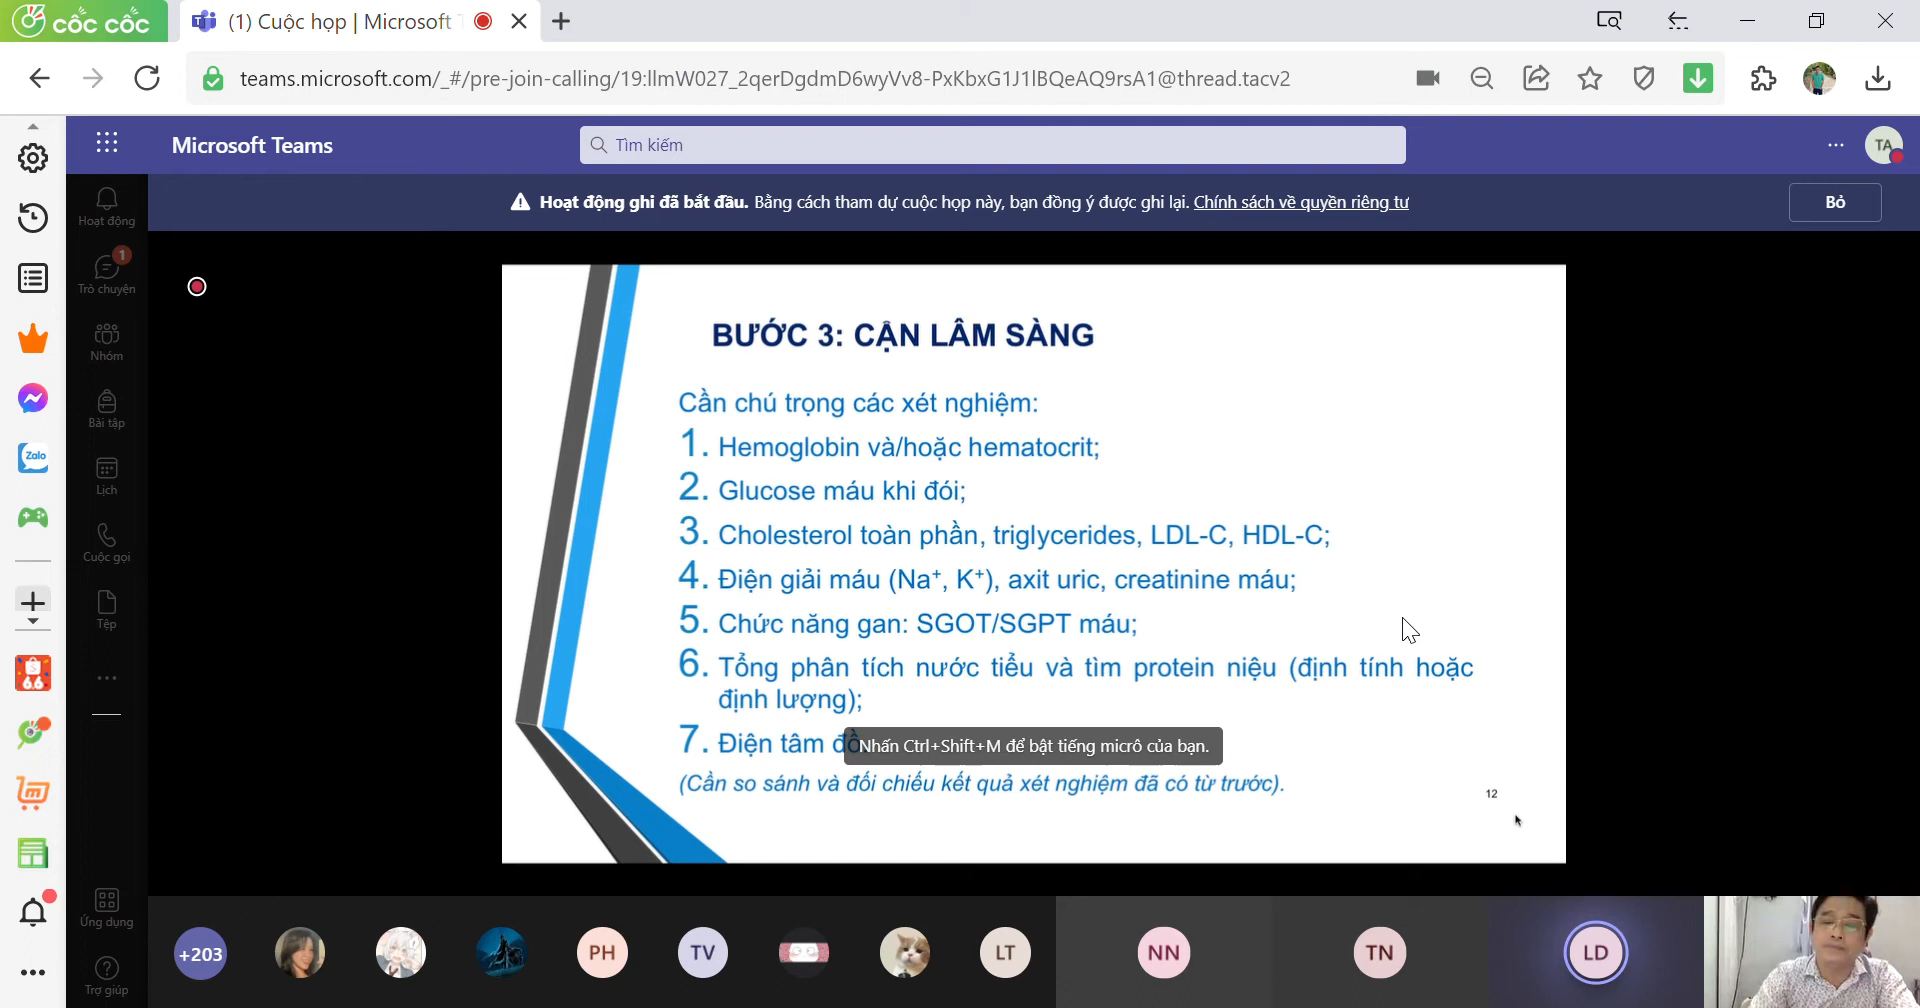 cốc cốc
(1) Cuộc họp | Microsoft
teams.microsoft.com/_#/pre-join-calling/19:llmW027_2qerDgdmD6wyVv8-PxKbxG1J1lBQeAQ9rsA1@thread.tacv2
Microsoft Teams
Tìm kiếm
TA
Hoạt động ghi đã bắt đầu. Bằng cách tham dự cuộc họp này, bạn đồng ý được ghi lại. Chính sách về quyền riêng tư
Bỏ
Hoạt động
1
Trò chuyện
Nhóm
Bài tập
Lịch
Cuộc gọi
Tệp
Ứng dụng
Trợ giúp
Zalo
6.6
BƯỚC 3: CẬN LÂM SÀNG
Cần chú trọng các xét nghiệm:
1. Hemoglobin và/hoặc hematocrit;
2. Glucose máu khi đói;
3. Cholesterol toàn phần, triglycerides, LDL-C, HDL-C;
4. Điện giải máu (Na⁺, K⁺), axit uric, creatinine máu;
5. Chức năng gan: SGOT/SGPT máu;
6. Tổng phân tích nước tiểu và tìm protein niệu (định tính hoặc
định lượng);
7. Điện tâm đồ
Nhấn Ctrl+Shift+M để bật tiếng micrô của bạn.
(Cần so sánh và đối chiếu kết quả xét nghiệm đã có từ trước).
12
+203
PH
TV
LT
NN
TN
LD